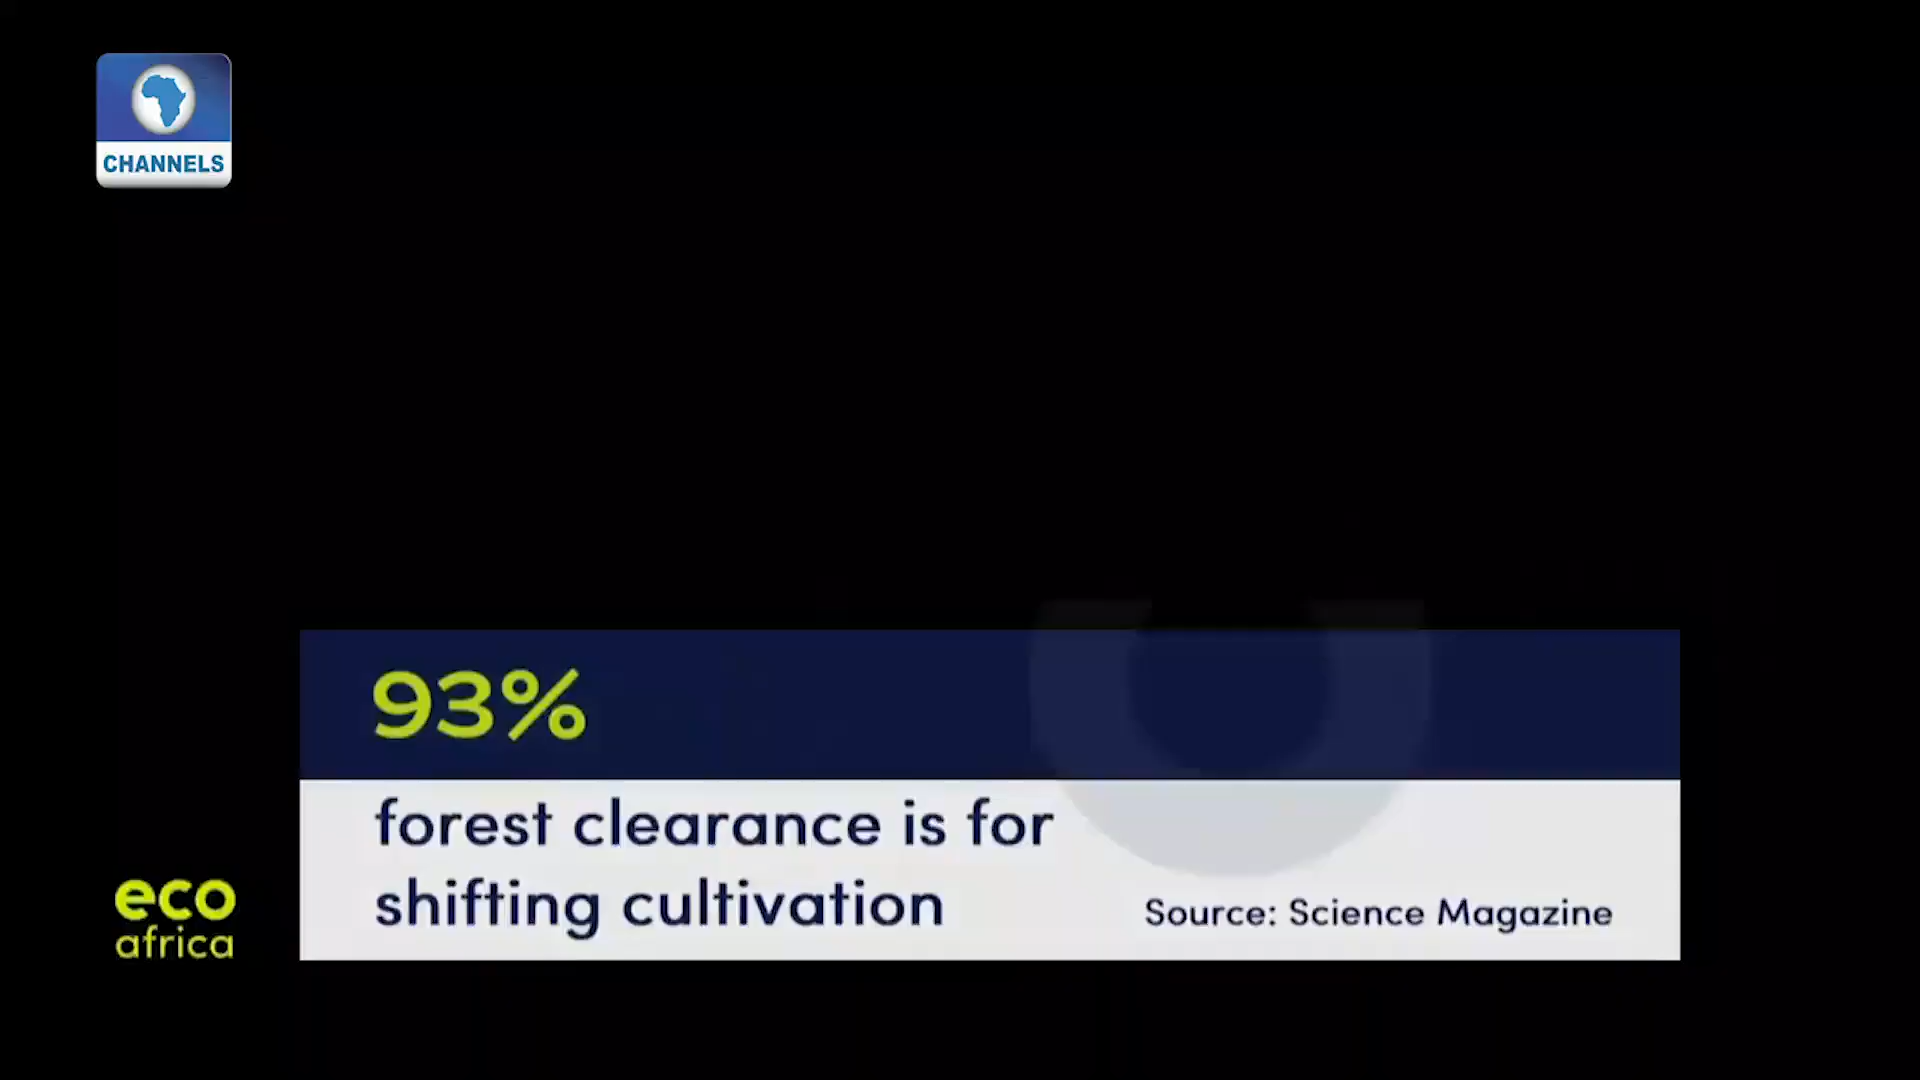 CHANNELS
93%
forest clearance is for
shifting cultivation
Source: Science Magazine
eco
africa